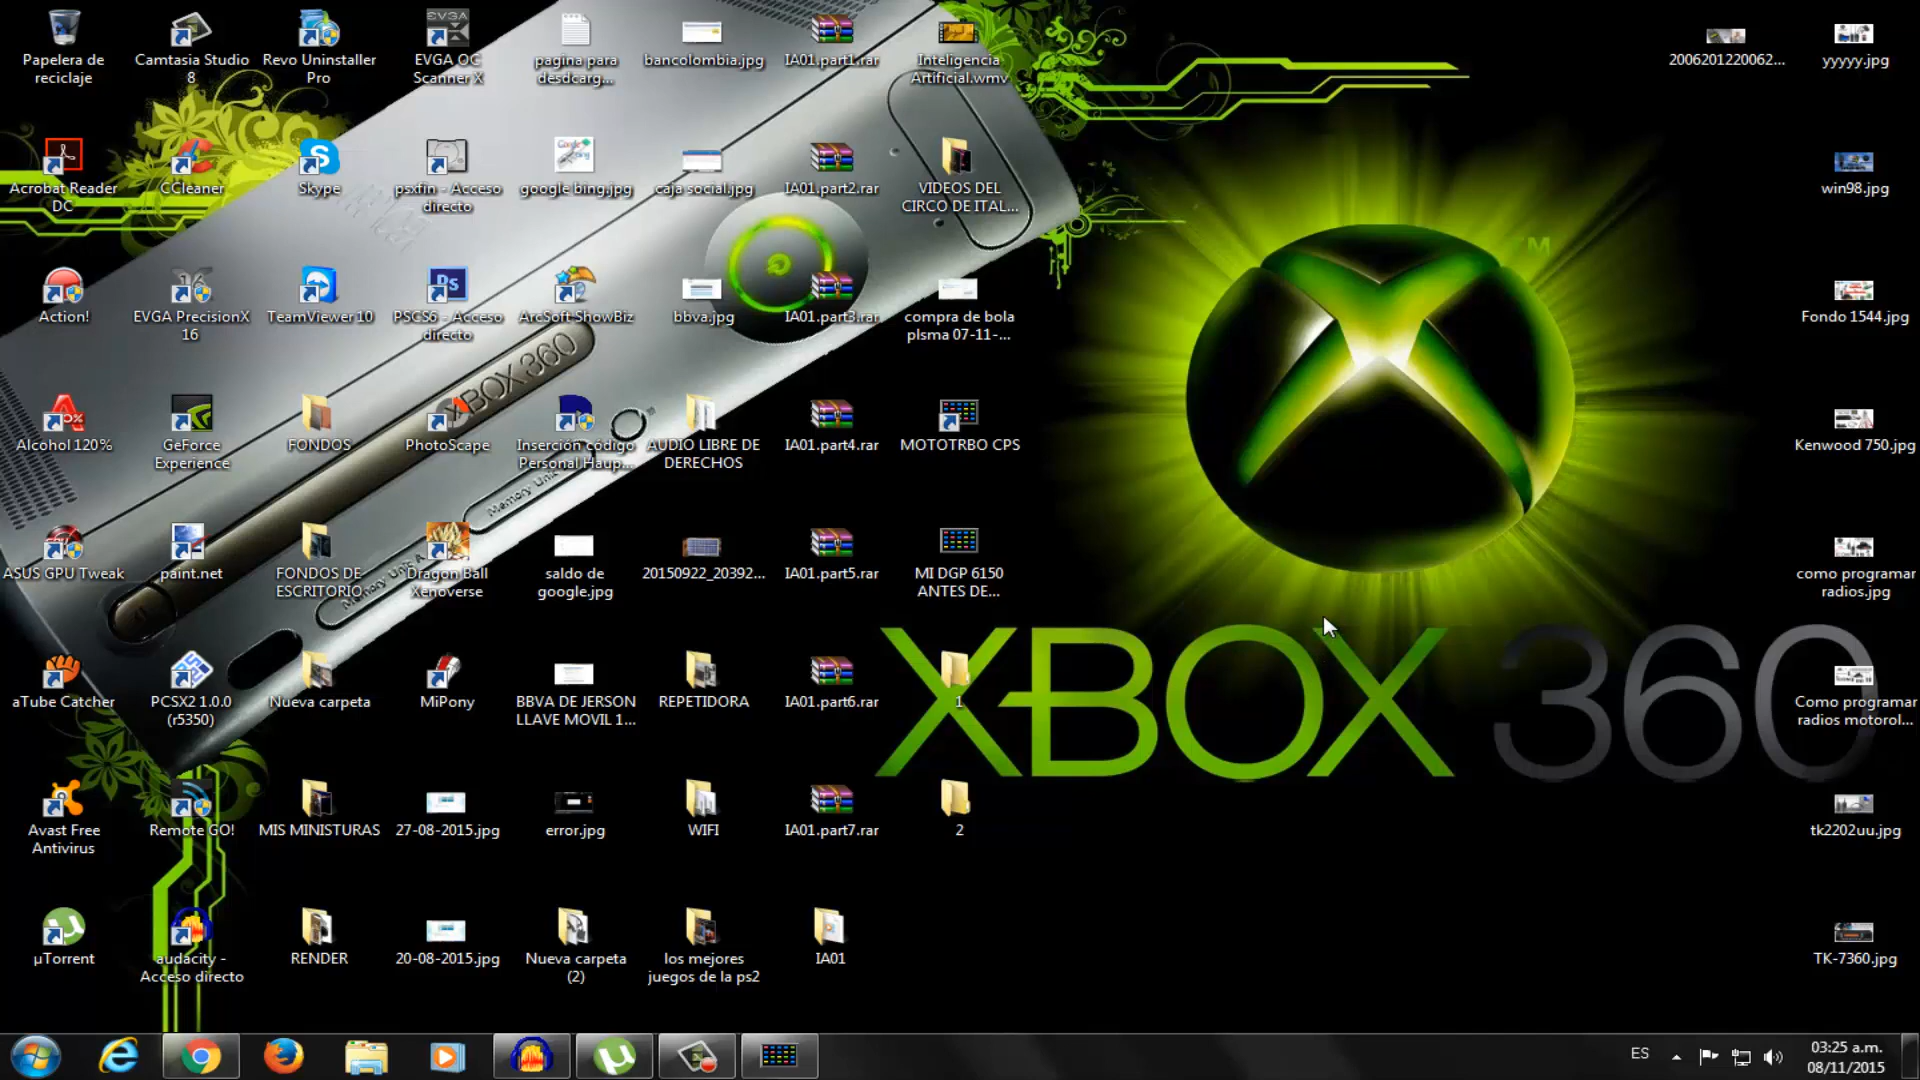 Papelera de
reciclaje
Camtasia Studio
8
Revo Uninstaller
Pro
EVGA
EVGA OC
Scanner X
pagina para
desdcarg...
bancolombia.jpg
IA01.part1.rar
Inteligencia
Artificial.wmv
2006201220062...
yyyyy.jpg
Acrobat Reader
DC
CCleaner
Skype
psxfin - Acceso
directo
google bing.jpg
caja social.jpg
IA01.part2.rar
VIDEOS DEL
CIRCO DE ITAL...
win98.jpg
TM
Action!
EVGA PrecisionX
16
TeamViewer 10
Ps
PSCS6 - Acceso
directo
ArcSoft ShowBiz
bbva.jpg
IA01.part3.rar
compra de bola
plsma 07-11-...
Fondo 1544.jpg
XBOX 360
Alcohol 120%
GeForce
Experience
FONDOS
PhotoScape
Inserción código
Personal Haup...
AUDIO LIBRE DE
DERECHOS
IA01.part4.rar
MOTOTRBO CPS
Kenwood 750.jpg
Memory Unit
ASUS GPU Tweak
paint.net
FONDOS DE
ESCRITORIO
Dragon Ball
Xenoverse
saldo de
google.jpg
20150922_20392...
IA01.part5.rar
MI DGP 6150
ANTES DE...
como programar
radios.jpg
aTube Catcher
PCSX2 1.0.0
(r5350)
Nueva carpeta
MiPony
BBVA DE JERSON
LLAVE MOVIL 1...
REPETIDORA
IA01.part6.rar
1
XBOX 360
Como programar
radios motorol...
Avast Free
Antivirus
Remote GO!
MIS MINISTURAS
27-08-2015.jpg
error.jpg
WIFI
IA01.part7.rar
2
tk2202uu.jpg
µTorrent
audacity -
Acceso directo
RENDER
20-08-2015.jpg
Nueva carpeta
(2)
los mejores
juegos de la ps2
IA01
TK-7360.jpg
ES
03:25 a.m.
08/11/2015